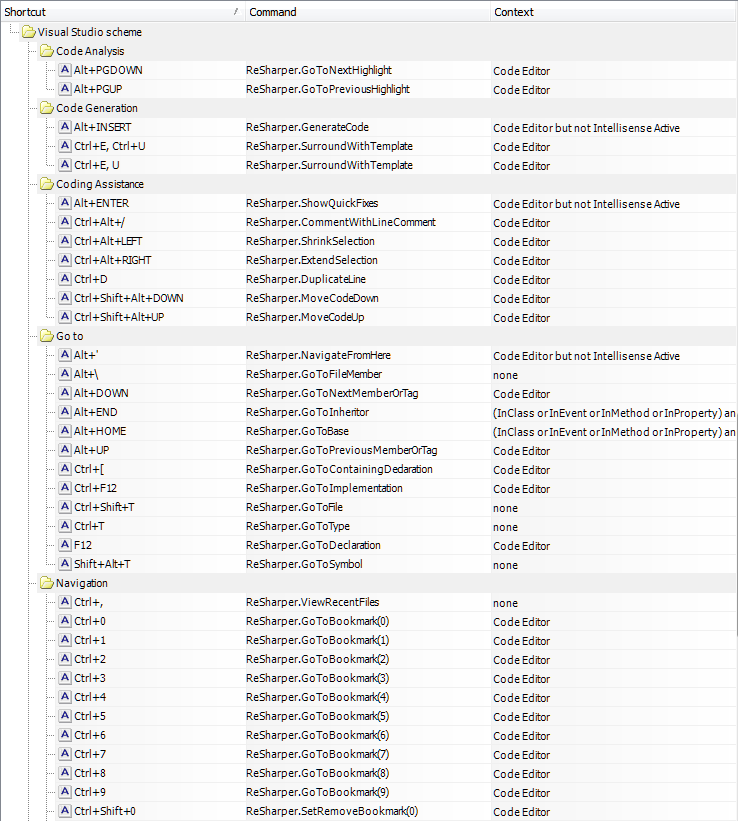 Shortcut / Command Context
Visual Studio scheme
Code Analysis
A Alt+PGDOWN ReSharper.GoToNextHighlight Code Editor
A Alt+PGUP ReSharper.GoToPreviousHighlight Code Editor
Code Generation
A Alt+INSERT ReSharper.GenerateCode Code Editor but not Intellisense Active
A Ctrl+E, Ctrl+U ReSharper.SurroundWithTemplate Code Editor
A Ctrl+E, U ReSharper.SurroundWithTemplate Code Editor
Coding Assistance
A Alt+ENTER ReSharper.ShowQuickFixes Code Editor but not Intellisense Active
A Ctrl+Alt+/ ReSharper.CommentWithLineComment Code Editor
A Ctrl+Alt+LEFT ReSharper.ShrinkSelection Code Editor
A Ctrl+Alt+RIGHT ReSharper.ExtendSelection Code Editor
A Ctrl+D ReSharper.DuplicateLine Code Editor
A Ctrl+Shift+Alt+DOWN ReSharper.MoveCodeDown Code Editor
A Ctrl+Shift+Alt+UP ReSharper.MoveCodeUp Code Editor
Go to
A Alt+' ReSharper.NavigateFromHere Code Editor but not Intellisense Active
A Alt+\ ReSharper.GoToFileMember none
A Alt+DOWN ReSharper.GoToNextMemberOrTag Code Editor
A Alt+END ReSharper.GoToInheritor (InClass or InEvent or InMethod or InProperty) an
A Alt+HOME ReSharper.GoToBase (InClass or InEvent or InMethod or InProperty) an
A Alt+UP ReSharper.GoToPreviousMemberOrTag Code Editor
A Ctrl+[ ReSharper.GoToContainingDedaration Code Editor
A Ctrl+F12 ReSharper.GoToImplementation Code Editor
A Ctrl+Shift+T ReSharper.GoToFile none
A Ctrl+T ReSharper.GoToType none
A F12 ReSharper.GoToDeclaration Code Editor
A Shift+Alt+T ReSharper.GoToSymbol none
Navigation
A Ctrl+, ReSharper.ViewRecentFiles none
A Ctrl+0 ReSharper.GoToBookmark(0) Code Editor
A Ctrl+1 ReSharper.GoToBookmark(1) Code Editor
A Ctrl+2 ReSharper.GoToBookmark(2) Code Editor
A Ctrl+3 ReSharper.GoToBookmark(3) Code Editor
A Ctrl+4 ReSharper.GoToBookmark(4) Code Editor
A Ctrl+5 ReSharper.GoToBookmark(5) Code Editor
A Ctrl+6 ReSharper.GoToBookmark(6) Code Editor
A Ctrl+7 ReSharper.GoToBookmark(7) Code Editor
A Ctrl+8 ReSharper.GoToBookmark(8) Code Editor
A Ctrl+9 ReSharper.GoToBookmark(9) Code Editor
A Ctrl+Shift+0 ReSharper.SetRemoveBookmark(0) Code Editor